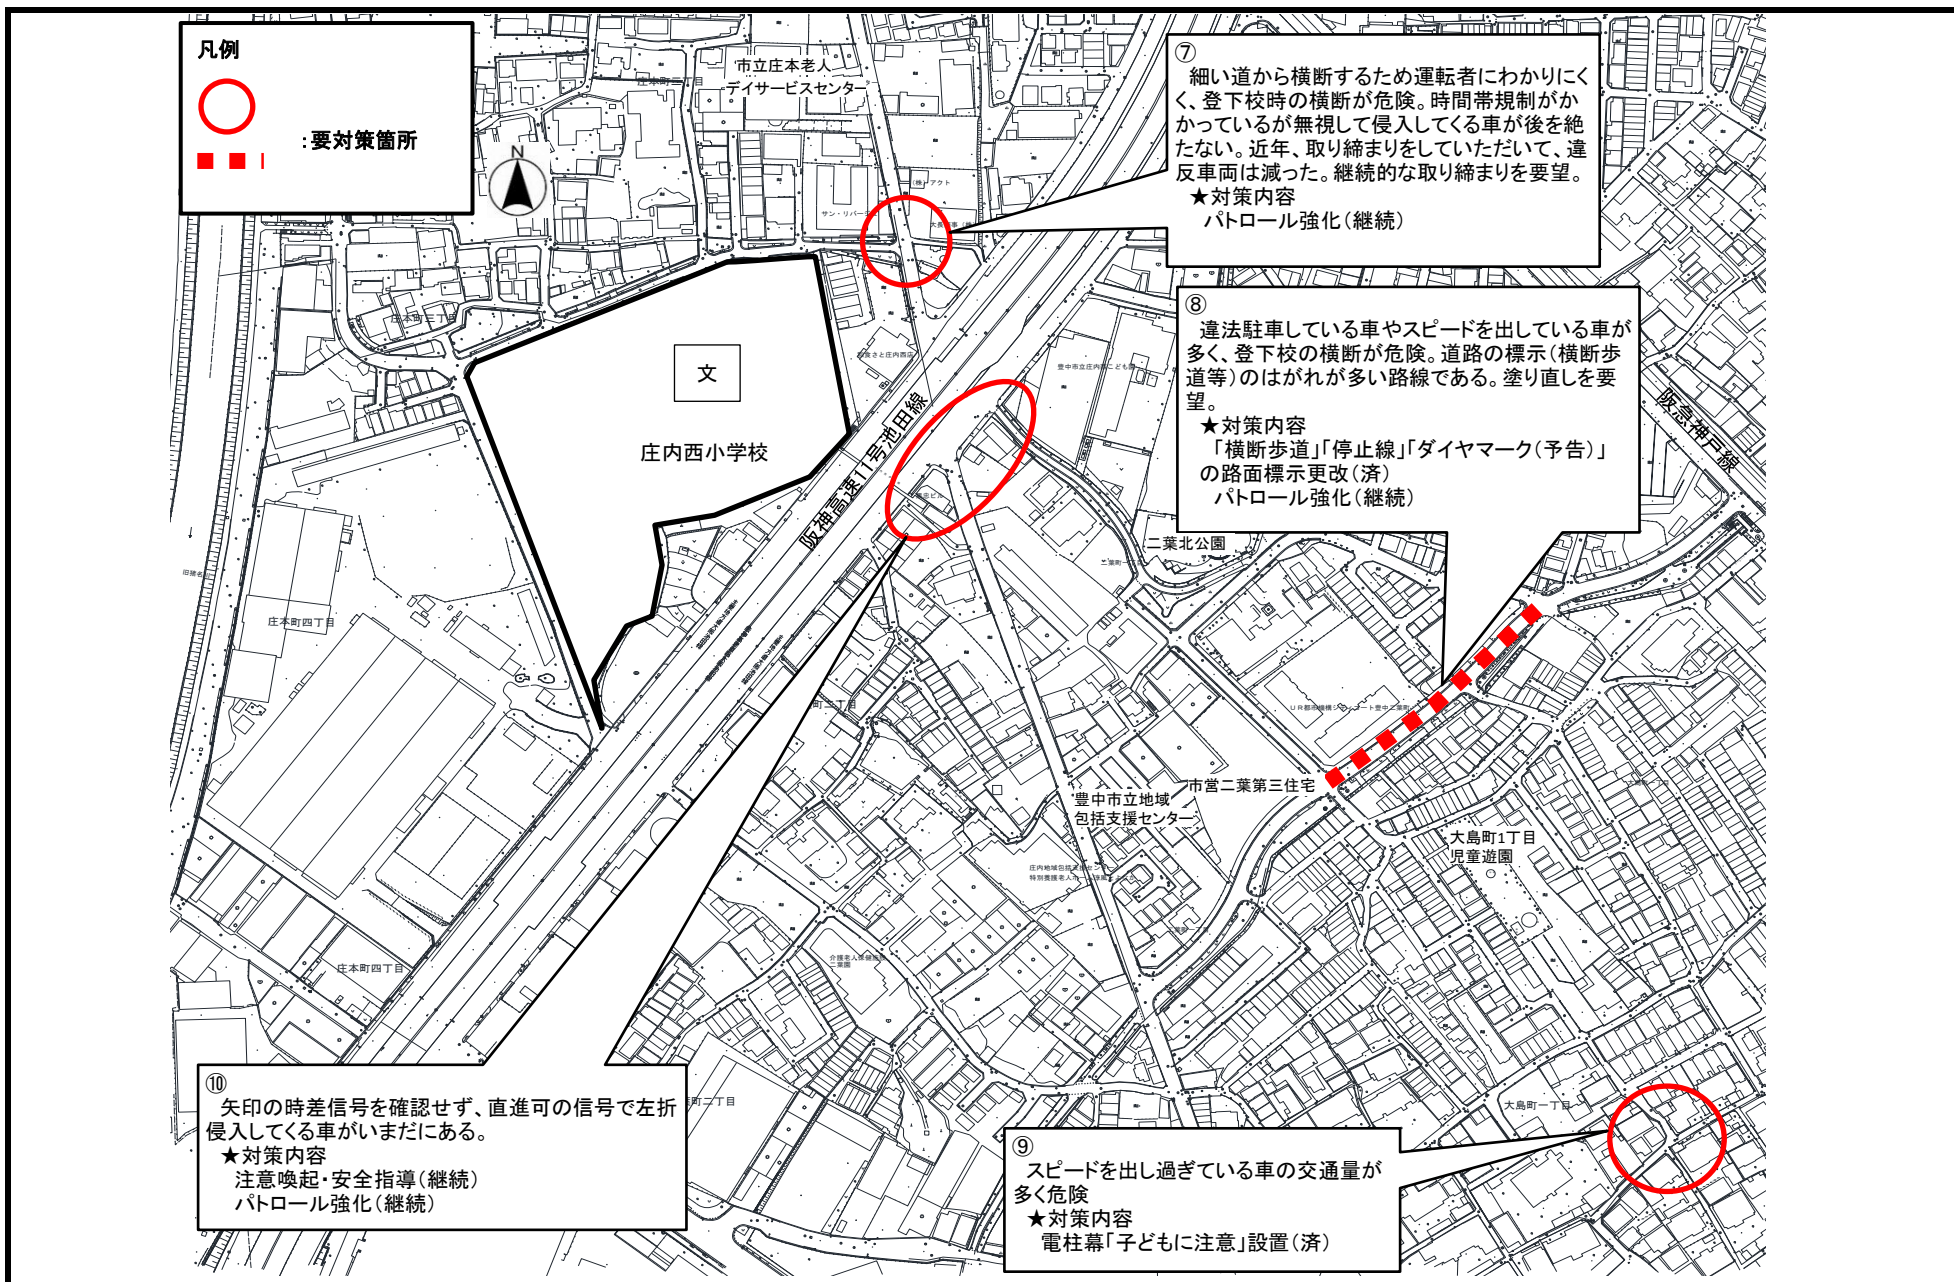 凡例
:要対策箇所
N
市立庄本老人
デイサービスセンター
⑦
細い道から横断するため運転者にわかりにく
く、登下校時の横断が危険。時間帯規制がか
かっているが無視して侵入してくる車が後を絶
たない。近年、取り締まりをしていただいて、違
反車両は減った。継続的な取り締まりを要望。
★対策内容
パトロール強化(継続)
⑧
違法駐車している車やスピードを出している車が
多く、登下校の横断が危険。道路の標示(横断歩
道等)のはがれが多い路線である。塗り直しを要
望。
★対策内容
「横断歩道」「停止線」「ダイヤマーク(予告)」
の路面標示更改(済)
パトロール強化(継続)
文
庄内西小学校
阪神高速11号池田線
阪急神戸線
庄本町三丁目
二葉北公園
庄本町四丁目
市営二葉第三住宅
豊中市立地域
包括支援センター
大島町1丁目
児童遊園
介護老人保健施設
二葉園
庄本町四丁目
大島町一丁目
⑩
矢印の時差信号を確認せず、直進可の信号で左折
侵入してくる車がいまだにある。
★対策内容
注意喚起・安全指導(継続)
パトロール強化(継続)
⑨
スピードを出し過ぎている車の交通量が
多く危険
★対策内容
電柱幕「子どもに注意」設置(済)